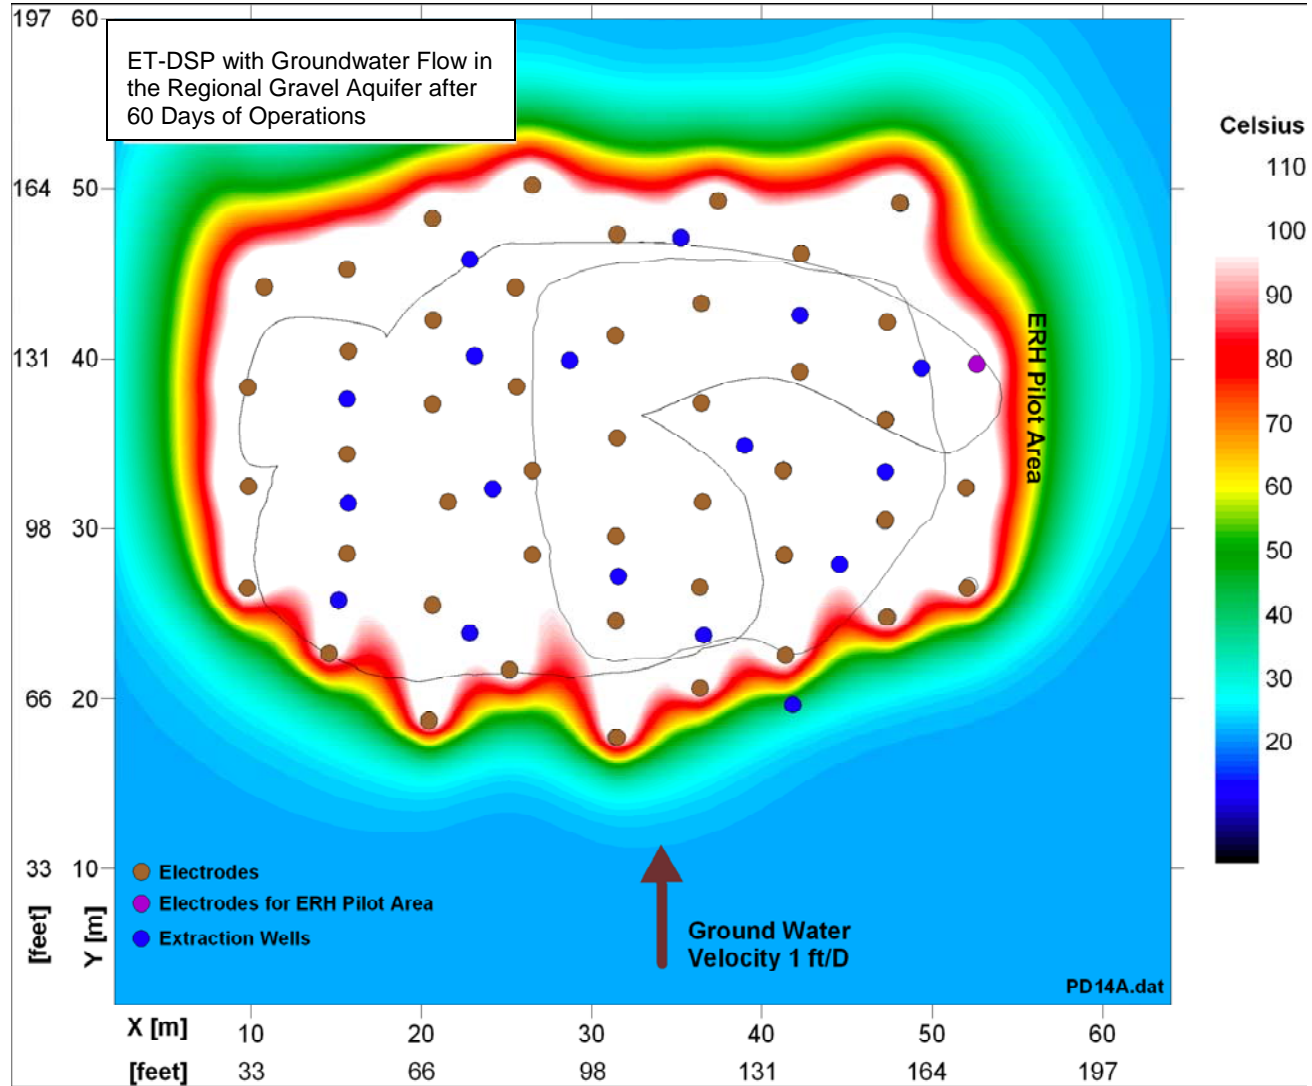 197 60
ET-DSP with Groundwater Flow in
the Regional Gravel Aquifer after
60 Days of Operations
Celsius
110
100
90
80
70
60
50
40
30
20
164 50
131 40
98 30
66 20
33 10
[feet]
Y [m]
ERH Pilot Area
Electrodes
Electrodes for ERH Pilot Area
Extraction Wells
Ground Water
Velocity 1 ft/D
PD14A.dat
X [m] 10 20 30 40 50 60
[feet] 33 66 98 131 164 197